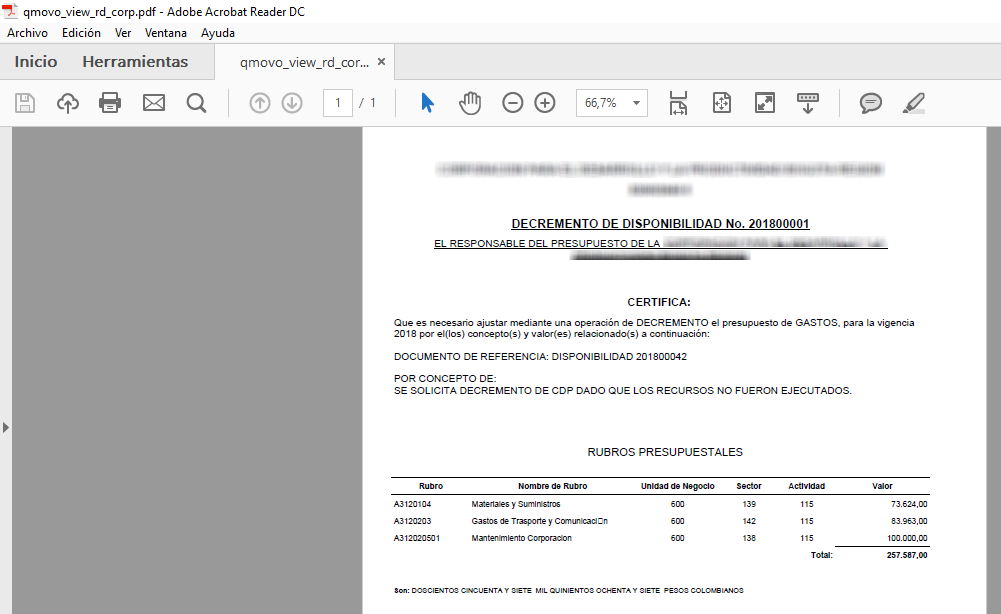 qmovo_view_rd_corp.pdf - Adobe Acrobat Reader DC
Archivo Edición Ver Ventana Ayuda
Inicio Herramientas qmovo_view_rd_cor... ×
1 / 1 66,7%
DECREMENTO DE DISPONIBILIDAD No. 201800001
EL RESPONSABLE DEL PRESUPUESTO DE LA
CERTIFICA:
Que es necesario ajustar mediante una operación de DECREMENTO el presupuesto de GASTOS, para la vigencia
2018 por el(los) concepto(s) y valor(es) relacionado(s) a continuación:
DOCUMENTO DE REFERENCIA: DISPONIBILIDAD 201800042
POR CONCEPTO DE:
SE SOLICITA DECREMENTO DE CDP DADO QUE LOS RECURSOS NO FUERON EJECUTADOS.
RUBROS PRESUPUESTALES
Rubro Nombre de Rubro Unidad de Negocio Sector Actividad Valor
A3120104 Materiales y Suministros 600 139 115 73.624,00
A3120203 Gastos de Trasporte y Comunicaci□n 600 142 115 83.963,00
A312020501 Mantenimiento Corporacion 600 138 115 100.000,00
Total: 257.587,00
Son: DOSCIENTOS CINCUENTA Y SIETE MIL QUINIENTOS OCHENTA Y SIETE PESOS COLOMBIANOS